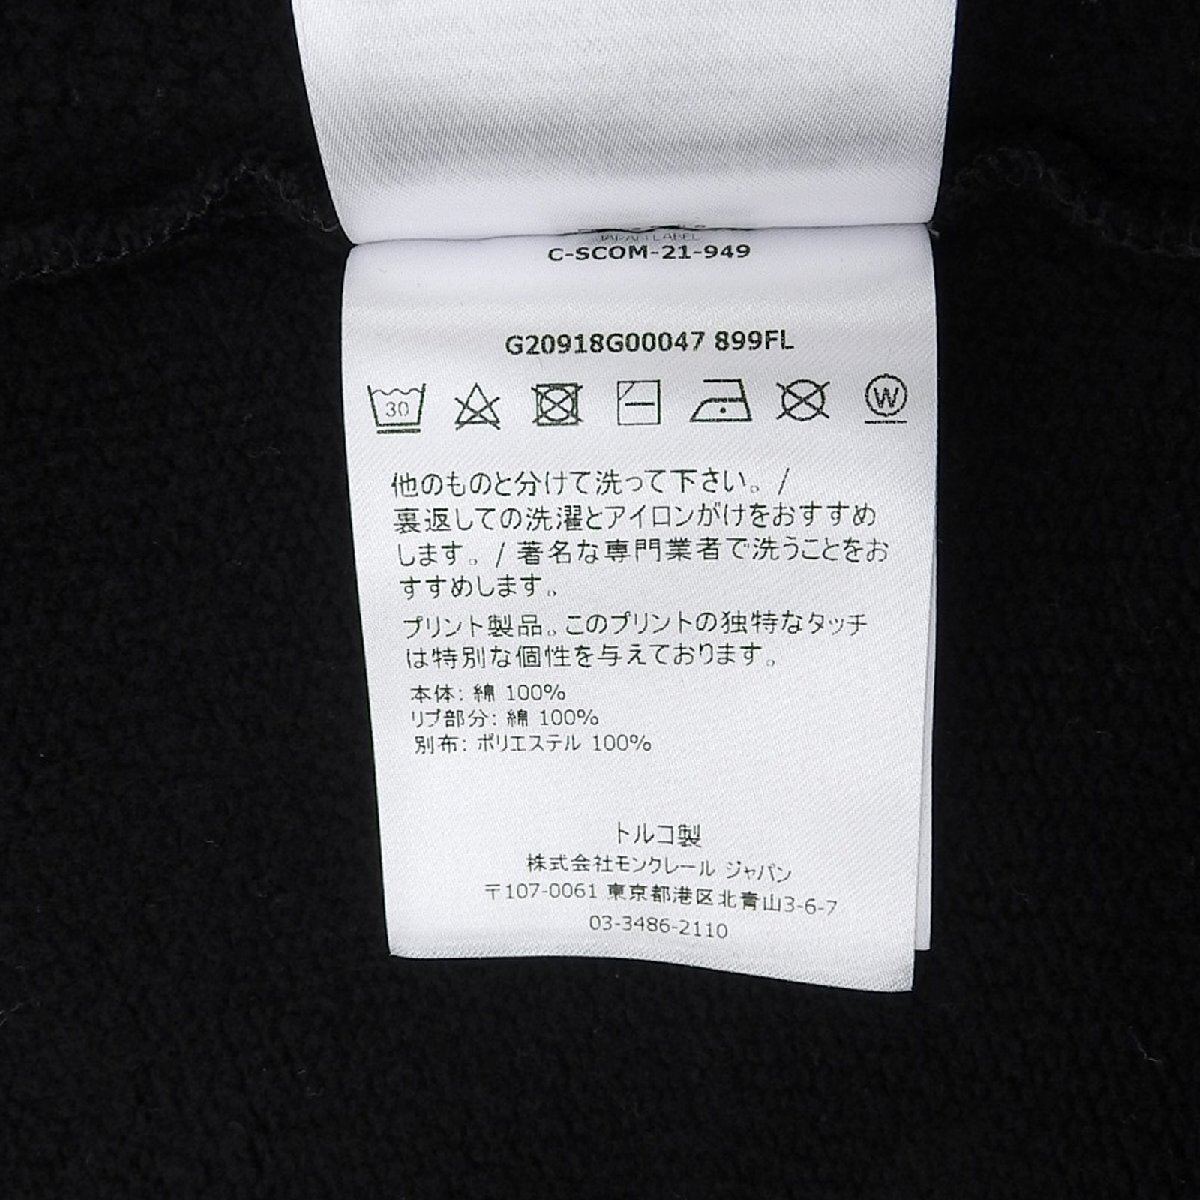 JAPAN LABEL
C-SCOM-21-949
G20918G00047 899FL
30
W
他のものと分けて洗って下さい。/
裏返しての洗濯とアイロンがけをおすすめ
します。/ 著名な専門業者で洗うことをお
すすめします。
プリント製品。このプリントの独特なタッチ
は特別な個性を与えております。
本体: 綿 100%
リブ部分: 綿 100%
別布: ポリエステル 100%
トルコ製
株式会社モンクレール ジャパン
〒107-0061 東京都港区北青山3-6-7
03-3486-2110